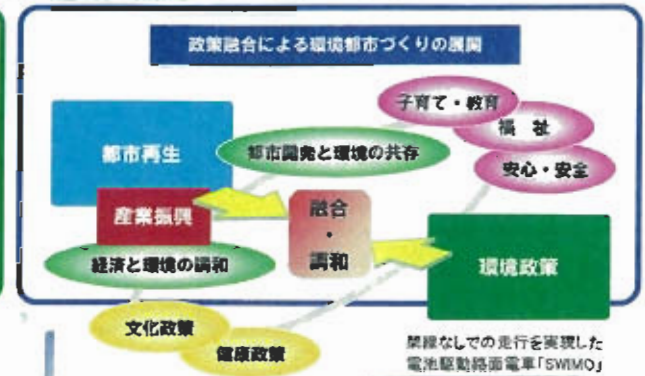 政策融合による環境都市づくりの展開
子育て・教育
福 祉
安心・安全
都市再生
都市開発と環境の共存
産業振興
融合
・
調和
経済と環境の調和
環境政策
文化政策
健康政策
架線なしでの走行を実現した
電池駆動路面電車「SWIMO」